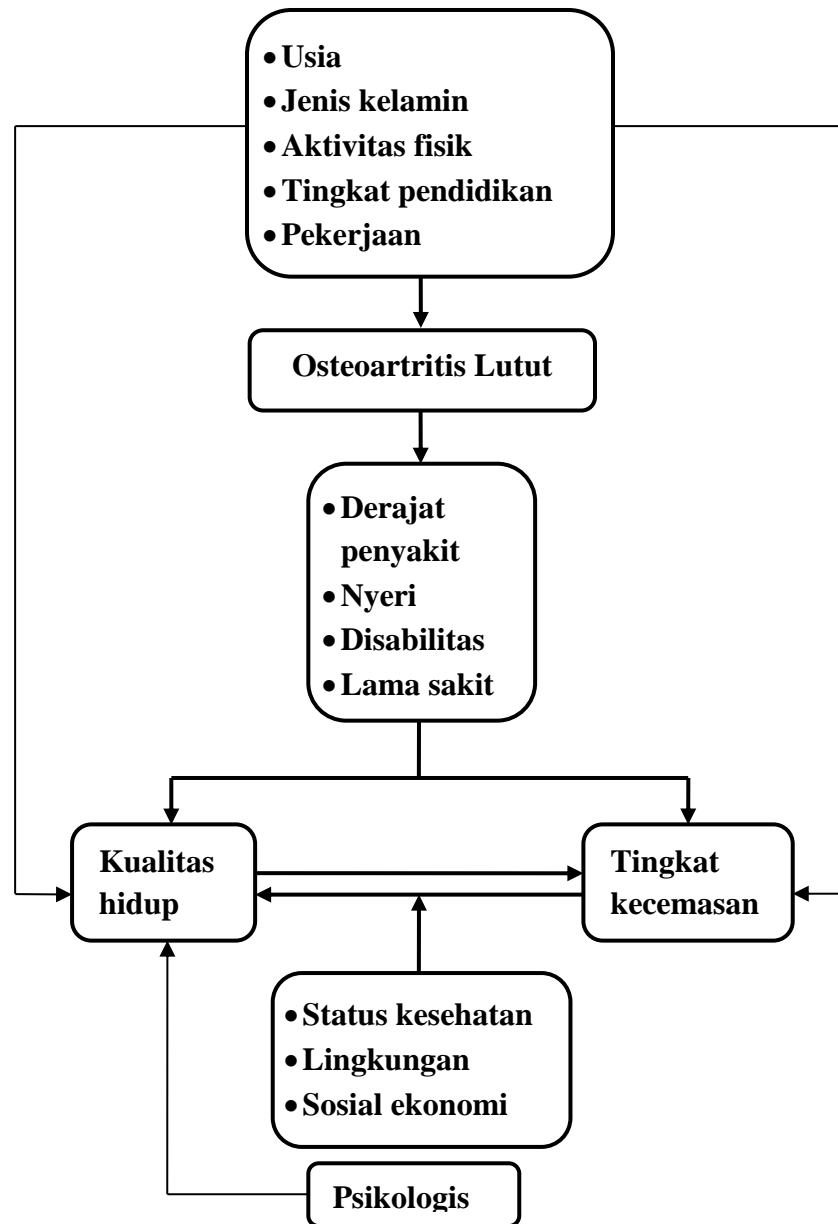 • Usia
• Jenis kelamin
• Aktivitas fisik
• Tingkat pendidikan
• Pekerjaan
Osteoartritis Lutut
• Derajat
penyakit
• Nyeri
• Disabilitas
• Lama sakit
Kualitas
hidup
Tingkat
kecemasan
• Status kesehatan
• Lingkungan
• Sosial ekonomi
Psikologis